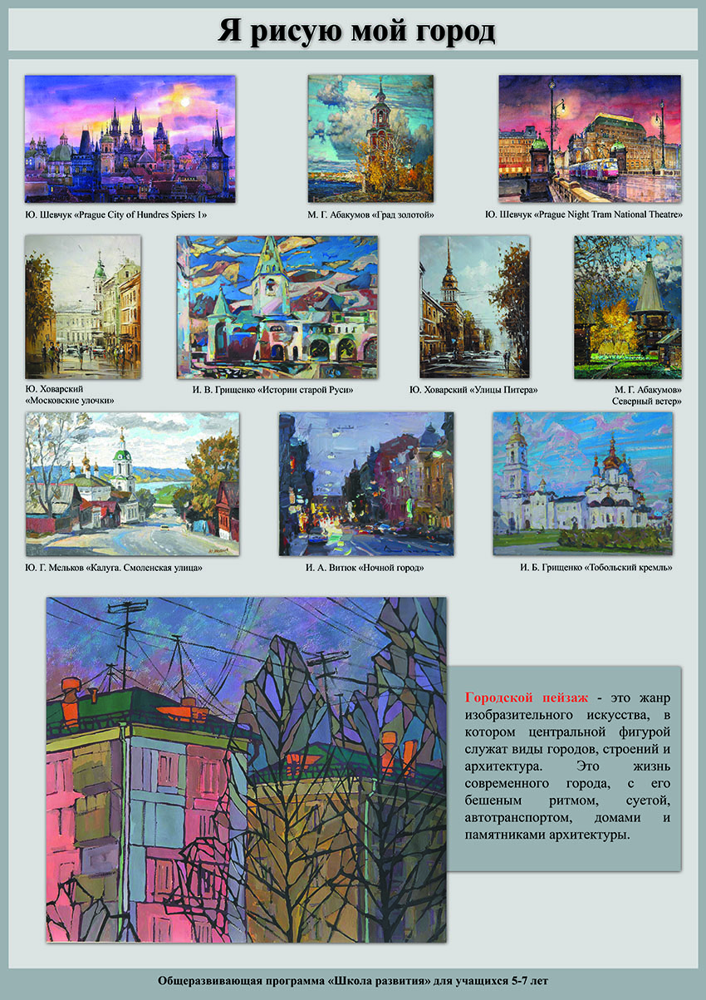 Я рисую мой город
Ю. Шевчук «Prague City of Hundres Spiers 1»
М. Г. Абакумов «Град золотой»
Ю. Шевчук «Prague Night Tram National Theatre»
Ю. Ховарский
«Московские улочки»
И. В. Грищенко «Истории старой Руси»
Ю. Ховарский «Улицы Питера»
М. Г. Абакумов»
Северный ветер»
Ю. Г. Мельков «Калуга. Смоленская улица»
И. А. Витюк «Ночной город»
И. Б. Грищенко «Тобольский кремль»
Городской пейзаж - это жанр
изобразительного искусства, в
котором центральной фигурой
служат виды городов, строений и
архитектура. Это жизнь
современного города, с его
бешеным ритмом, суетой,
автотранспортом, домами и
памятниками архитектуры.
Общеразвивающая программа «Школа развития» для учащихся 5-7 лет